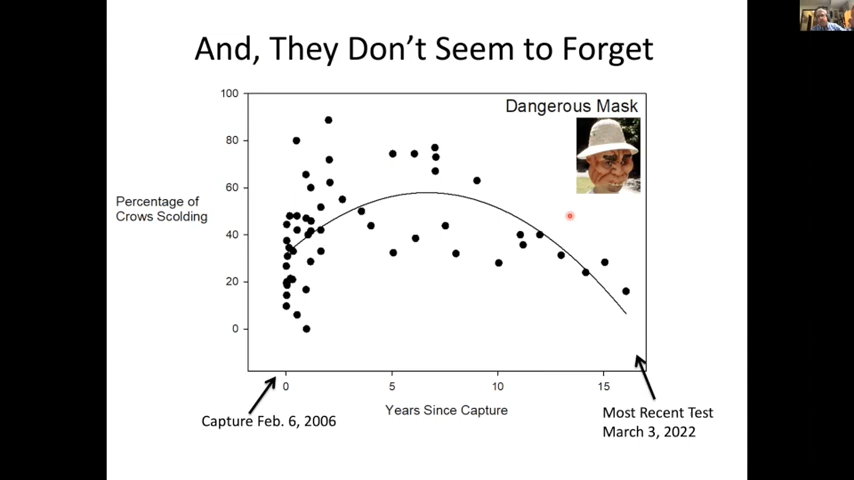 And, They Don't Seem to Forget
100
80
60
40
20
0
Percentage of
Crows Scolding
Dangerous Mask
0 5 10 15
Years Since Capture
Capture Feb. 6, 2006
Most Recent Test
March 3, 2022